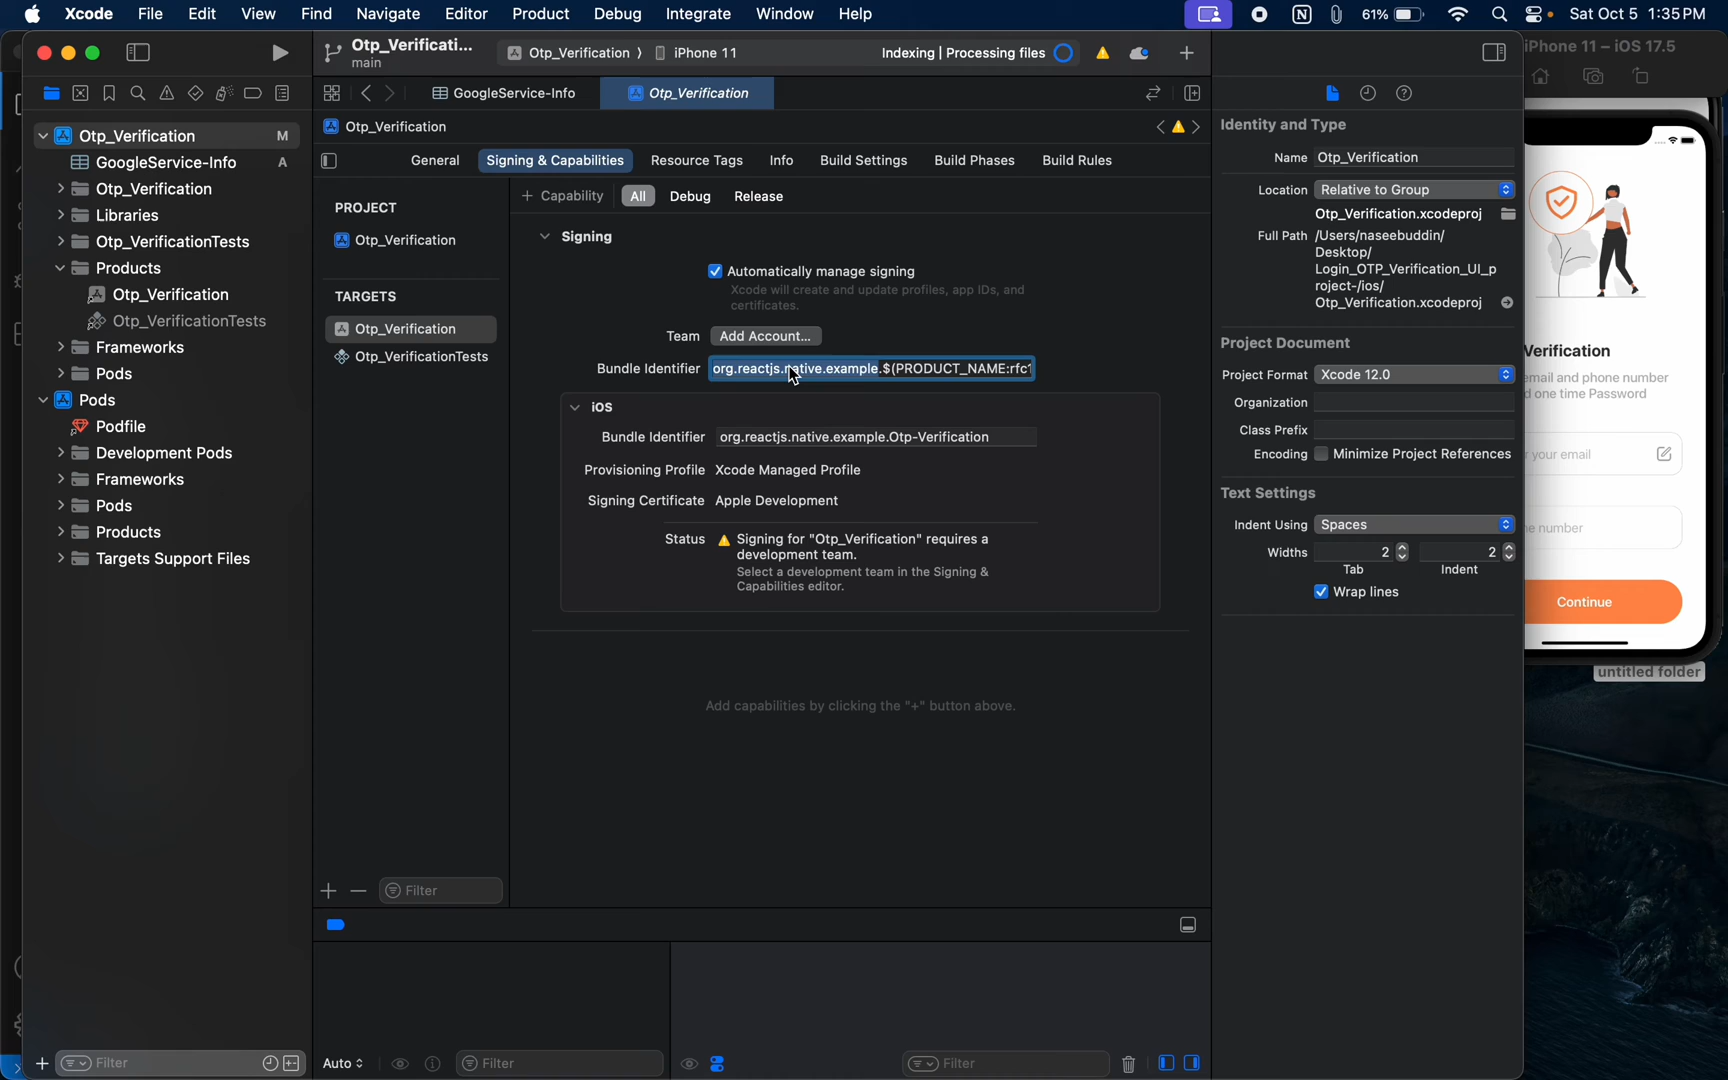 Xcode File Edit View Find Navigate Editor Product Debug Integrate Window Help 61% Sat Oct 5 1:35 PM
Otp_Verificati...
main
Otp_Verification ⟩ iPhone 11
Indexing | Processing files
iPhone 11 – iOS 17.5
GoogleService-Info
Otp_Verification
Otp_Verification M
GoogleService-Info A
Otp_Verification
Libraries
Otp_VerificationTests
Products
Otp_Verification
Otp_VerificationTests
Frameworks
Pods
Pods
Podfile
Development Pods
Frameworks
Pods
Products
Targets Support Files
Filter
Otp_Verification
General Signing & Capabilities Resource Tags Info Build Settings Build Phases Build Rules
PROJECT
Otp_Verification
TARGETS
Otp_Verification
Otp_VerificationTests
Filter
+ Capability All Debug Release
Signing
Automatically manage signing
Xcode will create and update profiles, app IDs, and
certificates.
Team Add Account...
Bundle Identifier org.reactjs.native.example.$(PRODUCT_NAME:rfc1
iOS
Bundle Identifier org.reactjs.native.example.Otp-Verification
Provisioning Profile Xcode Managed Profile
Signing Certificate Apple Development
Status Signing for "Otp_Verification" requires a
development team.
Select a development team in the Signing &
Capabilities editor.
Add capabilities by clicking the "+" button above.
Auto
Filter
Filter
Identity and Type
Name Otp_Verification
Location Relative to Group
Otp_Verification.xcodeproj
Full Path /Users/naseebuddin/
Desktop/
Login_OTP_Verification_UI_p
roject-/ios/
Otp_Verification.xcodeproj
Project Document
Project Format Xcode 12.0
Organization
Class Prefix
Encoding Minimize Project References
Text Settings
Indent Using Spaces
Widths 2 2
Tab Indent
Wrap lines
Verification
email and phone number
d one time Password
your email
ne number
Continue
untitled folder